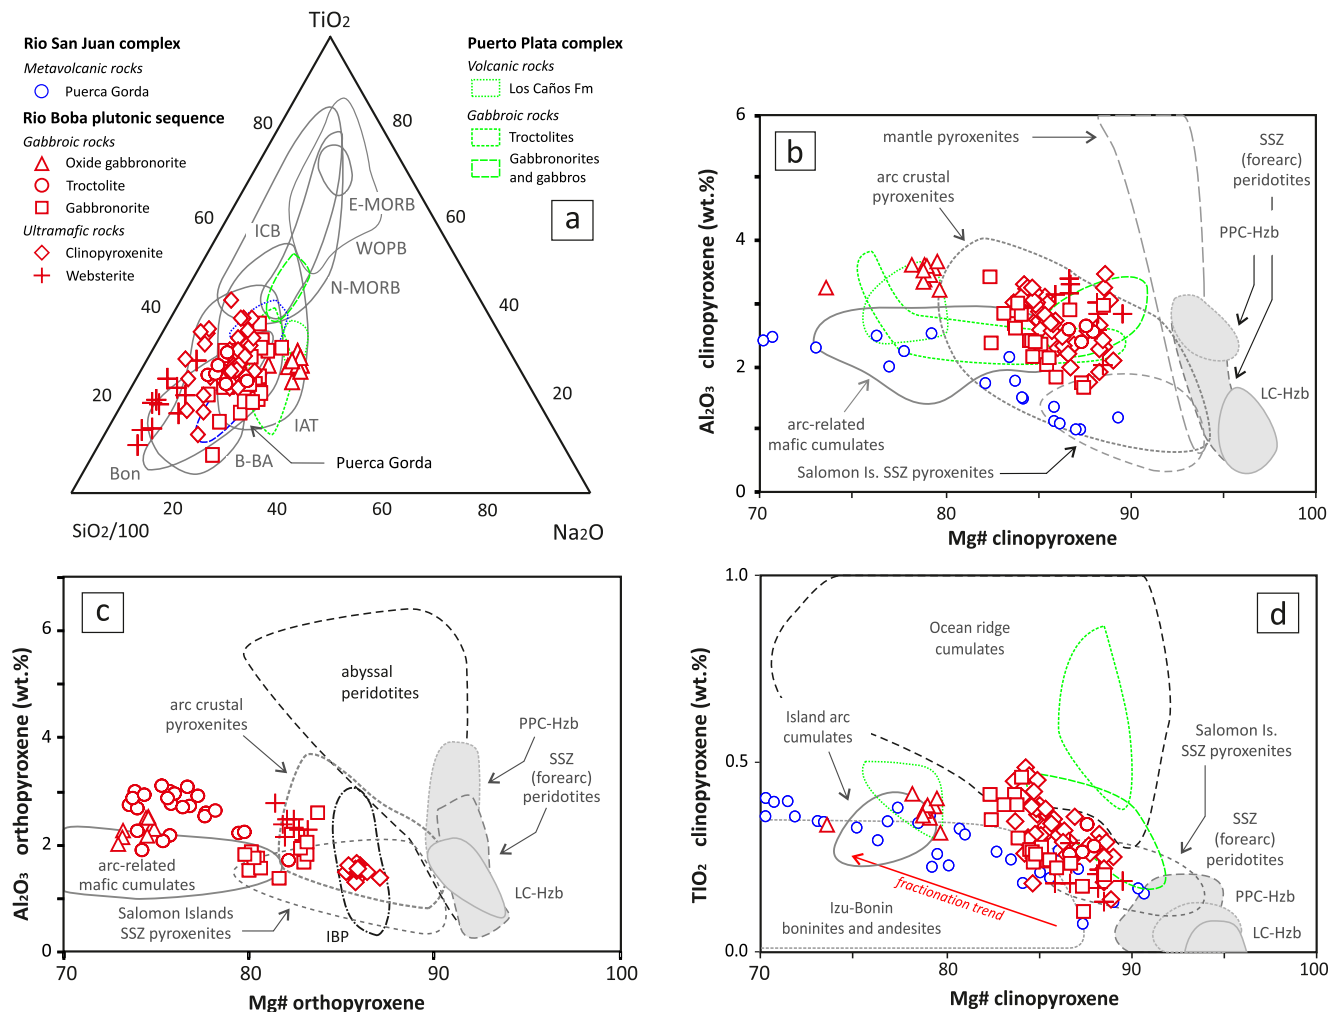 TiO2
Rio San Juan complex
Metavolcanic rocks
Puerca Gorda
Rio Boba plutonic sequence
Gabbroic rocks
Oxide gabbronorite
Troctolite
Gabbronorite
Ultramafic rocks
Clinopyroxenite
Websterite
Puerto Plata complex
Volcanic rocks
Los Caños Fm
Gabbroic rocks
Troctolites
Gabbronorites
and gabbros
a
80
80
60
60
40
40
20
20
E-MORB
ICB
WOPB
N-MORB
IAT
B-BA
Bon
Puerca Gorda
20
40
60
80
SiO2/100
Na2O
b
6
4
2
0
Al2O3 clinopyroxene (wt.%)
mantle pyroxenites
SSZ
(forearc)
peridotites
arc crustal
pyroxenites
PPC-Hzb
LC-Hzb
arc-related
mafic cumulates
Salomon Is. SSZ pyroxenites
70
80
90
100
Mg# clinopyroxene
c
6
4
2
0
Al2O3 orthopyroxene (wt.%)
abyssal
peridotites
arc crustal
pyroxenites
PPC-Hzb
SSZ
(forearc)
peridotites
arc-related
mafic cumulates
LC-Hzb
Salomon Islands
SSZ pyroxenites
IBP
70
80
90
100
Mg# orthopyroxene
d
1.0
0.5
0.0
TIO2 clinopyroxene (wt.%)
Ocean ridge
cumulates
Island arc
cumulates
Salomon Is.
SSZ pyroxenites
SSZ
(forearc)
peridotites
fractionation trend
PPC-Hzb
Izu-Bonin
boninites and andesites
LC-Hzb
70
80
90
100
Mg# clinopyroxene